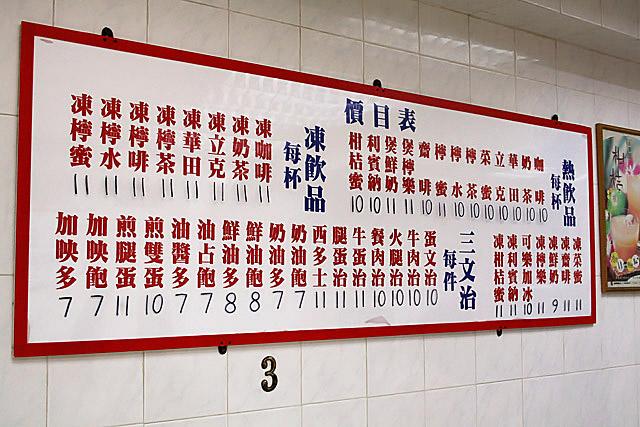 價目表
熱飲品
每杯
咖啡 10
奶茶 10
華田 10
立克 10
菜蜜 10
檸茶 10
檸水 10
檸蜜 11
齋啡 10
煲檸樂 11
煲鮮奶 11
利賓納 10
柑桔蜜 10
凍菜蜜 11
凍齋啡 11
凍鮮奶 9
凍檸樂 11
可樂加冰 10
凍利賓納 11
凍柑桔蜜 11
凍飲品
每杯
凍咖啡 11
凍奶茶 11
凍立克 11
凍華田 11
凍檸茶 11
凍檸啡 11
凍檸水 11
凍檸蜜 11
三文治
每件
蛋文治 10
牛肉治 10
火腿治 10
餐肉治 10
牛蛋治 11
腿蛋治 11
西多士 11
奶油飽 7
奶油多 7
鮮油飽 8
鮮油多 8
油占飽 7
油醬多 7
煎雙蛋 10
煎腿蛋 11
加映飽 7
加映多 7
3